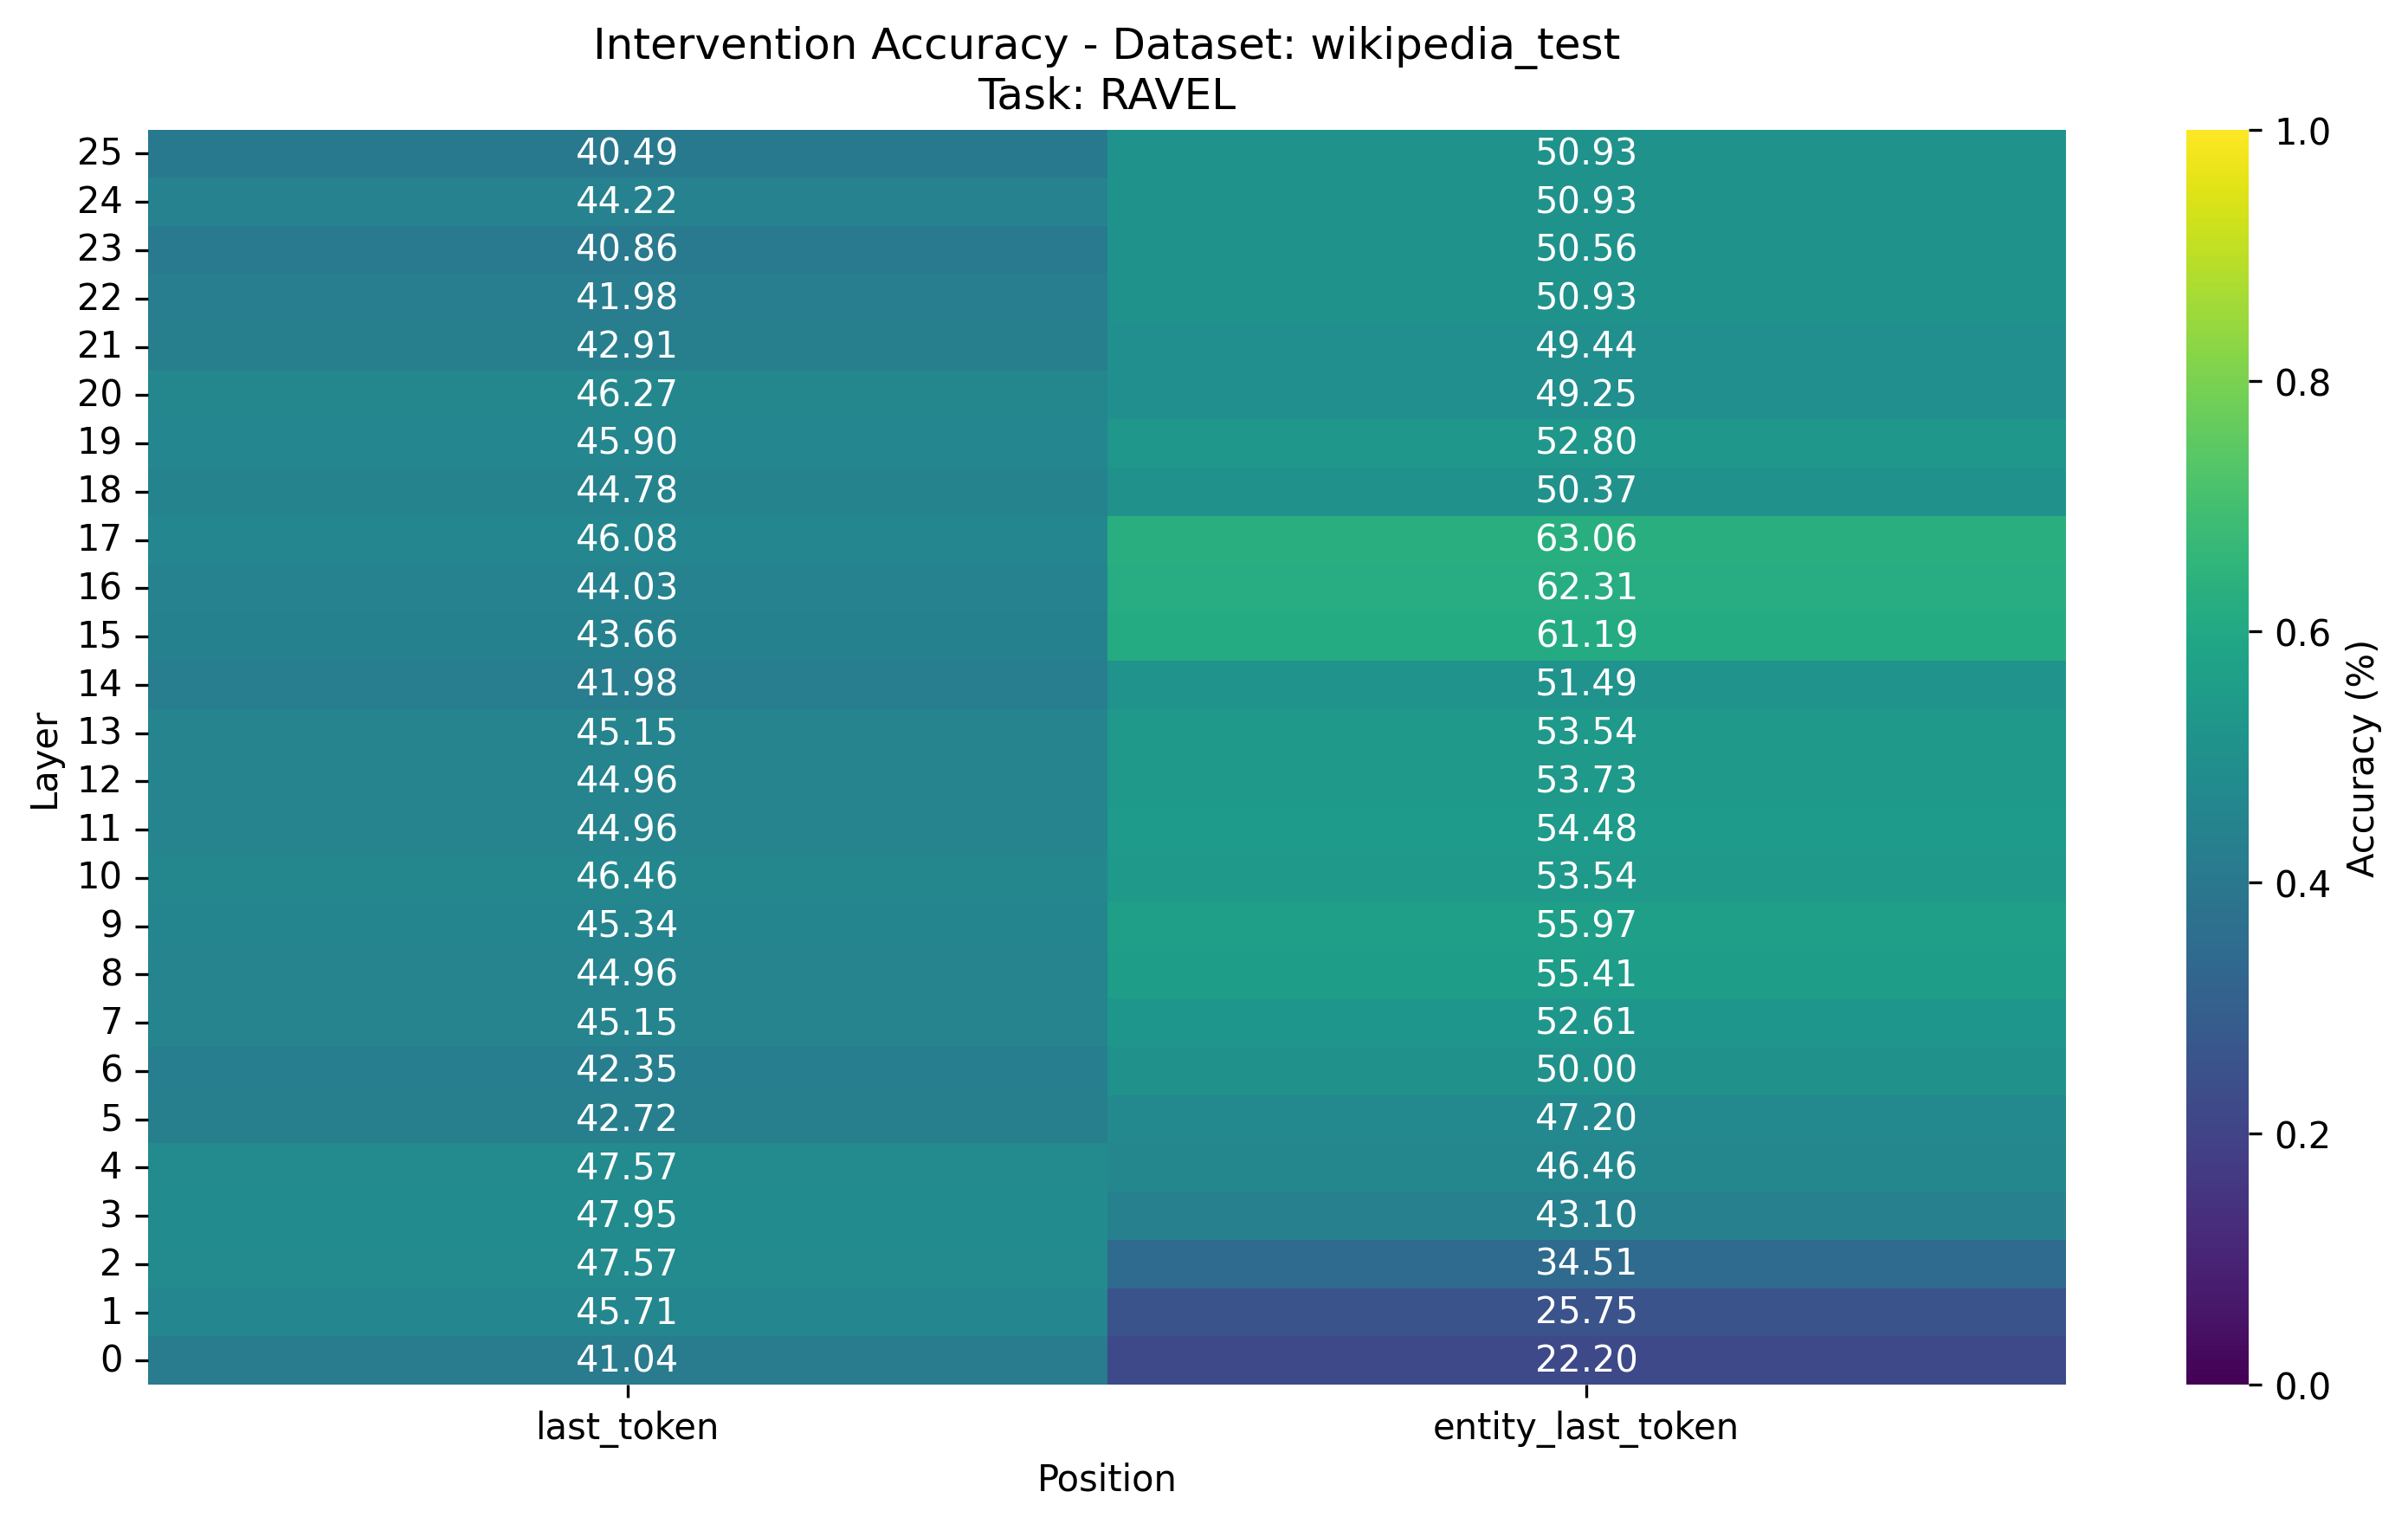 Intervention Accuracy - Dataset: wikipedia_test
Task: RAVEL
25 40.49 50.93
24 44.22 50.93
23 40.86 50.56
22 41.98 50.93
21 42.91 49.44
20 46.27 49.25
19 45.90 52.80
18 44.78 50.37
17 46.08 63.06
16 44.03 62.31
15 43.66 61.19
14 41.98 51.49
13 45.15 53.54
12 44.96 53.73
11 44.96 54.48
10 46.46 53.54
9 45.34 55.97
8 44.96 55.41
7 45.15 52.61
6 42.35 50.00
5 42.72 47.20
4 47.57 46.46
3 47.95 43.10
2 47.57 34.51
1 45.71 25.75
0 41.04 22.20
last_token entity_last_token
Position
Layer
1.0
0.8
0.6
0.4
0.2
0.0
Accuracy (%)